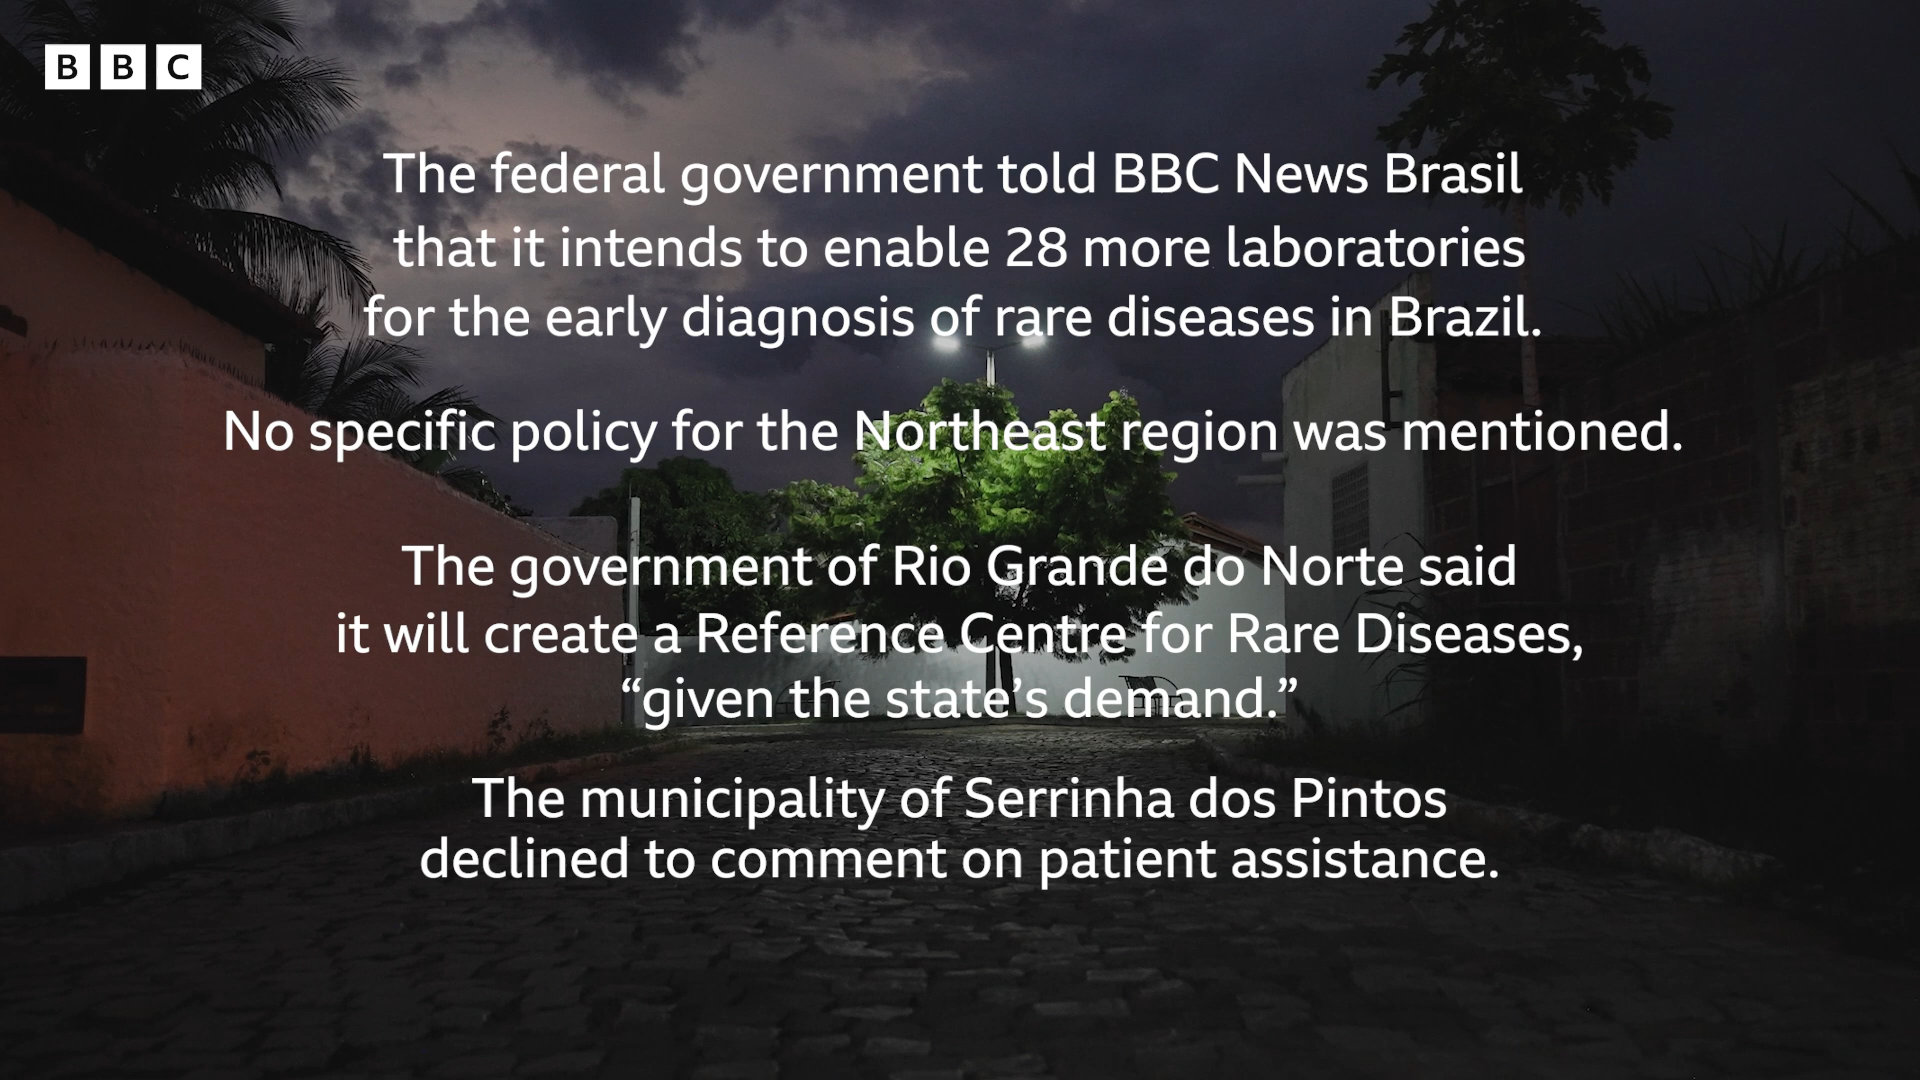 BBC
The federal government told BBC News Brasil
that it intends to enable 28 more laboratories
for the early diagnosis of rare diseases in Brazil.
No specific policy for the Northeast region was mentioned.
The government of Rio Grande do Norte said
it will create a Reference Centre for Rare Diseases,
“given the state’s demand.”
The municipality of Serrinha dos Pintos
declined to comment on patient assistance.